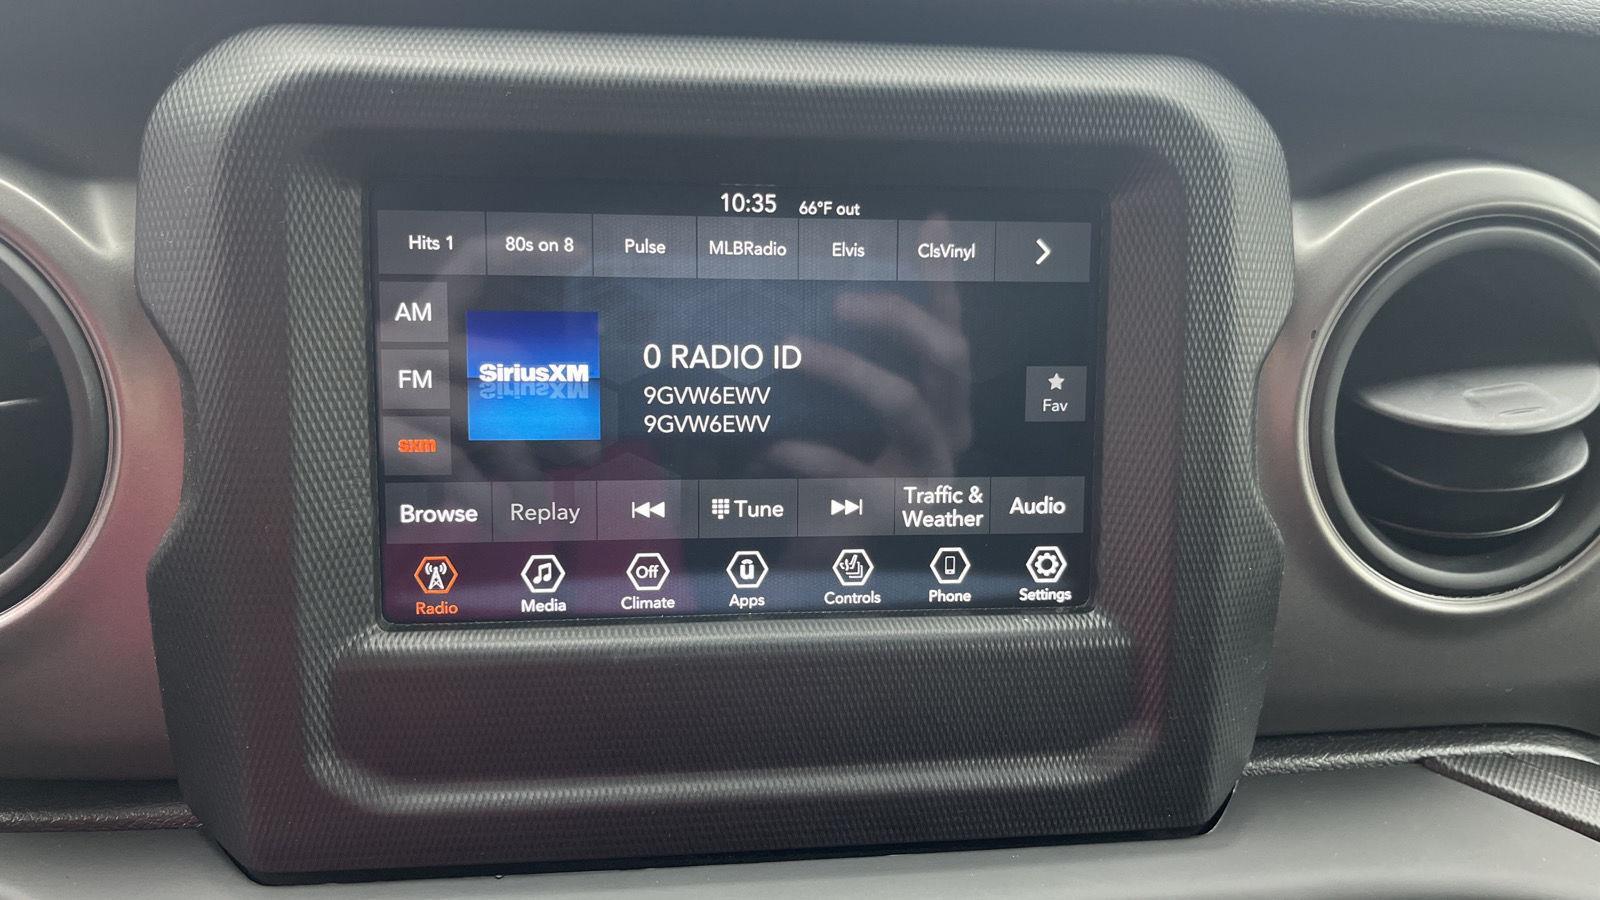 10:35 66°F out
Hits 1 80s on 8 Pulse MLBRadio Elvis ClsVinyl
AM
FM
sxm
SiriusXM
0 RADIO ID
9GVW6EWV
9GVW6EWV
Fav
Browse Replay Tune Traffic & Weather Audio
Off
Radio Media Climate Apps Controls Phone Settings